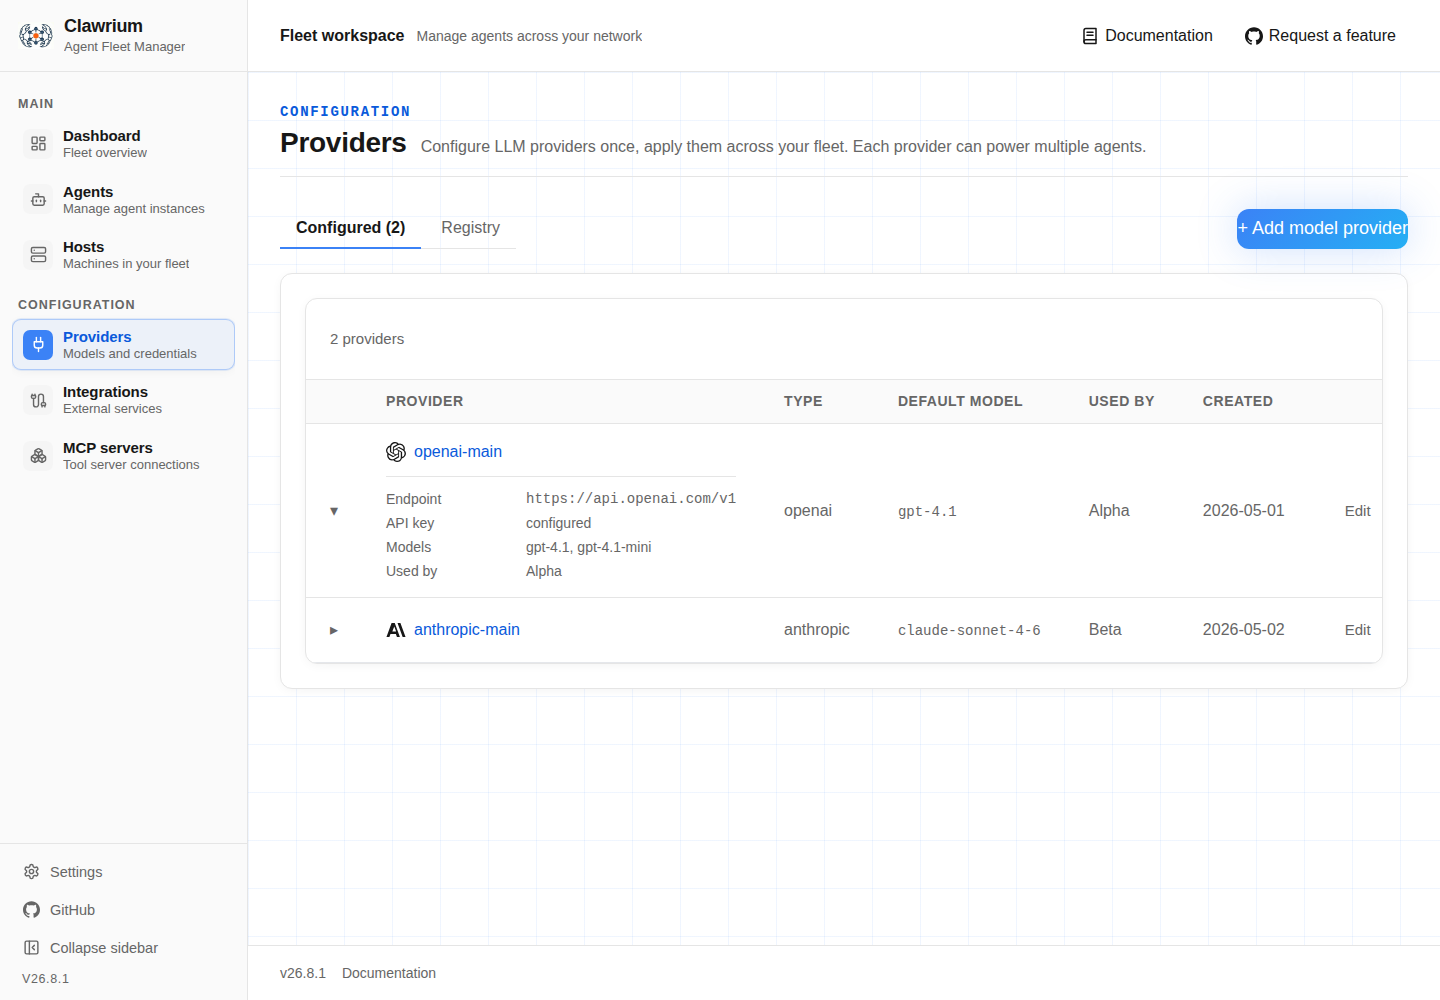 Clawrium
Agent Fleet Manager
MAIN
Dashboard
Fleet overview
Agents
Manage agent instances
Hosts
Machines in your fleet
CONFIGURATION
Providers
Models and credentials
Integrations
External services
MCP servers
Tool server connections
Settings
GitHub
Collapse sidebar
V26.8.1
Fleet workspace Manage agents across your network
Documentation
Request a feature
CONFIGURATION
Providers Configure LLM providers once, apply them across your fleet. Each provider can power multiple agents.
Configured (2) Registry
+ Add model provider
2 providers
PROVIDER TYPE DEFAULT MODEL USED BY CREATED
openai-main
Endpoint https://api.openai.com/v1
API key configured
Models gpt-4.1, gpt-4.1-mini
Used by Alpha
openai gpt-4.1 Alpha 2026-05-01 Edit
anthropic-main anthropic claude-sonnet-4-6 Beta 2026-05-02 Edit
v26.8.1 Documentation